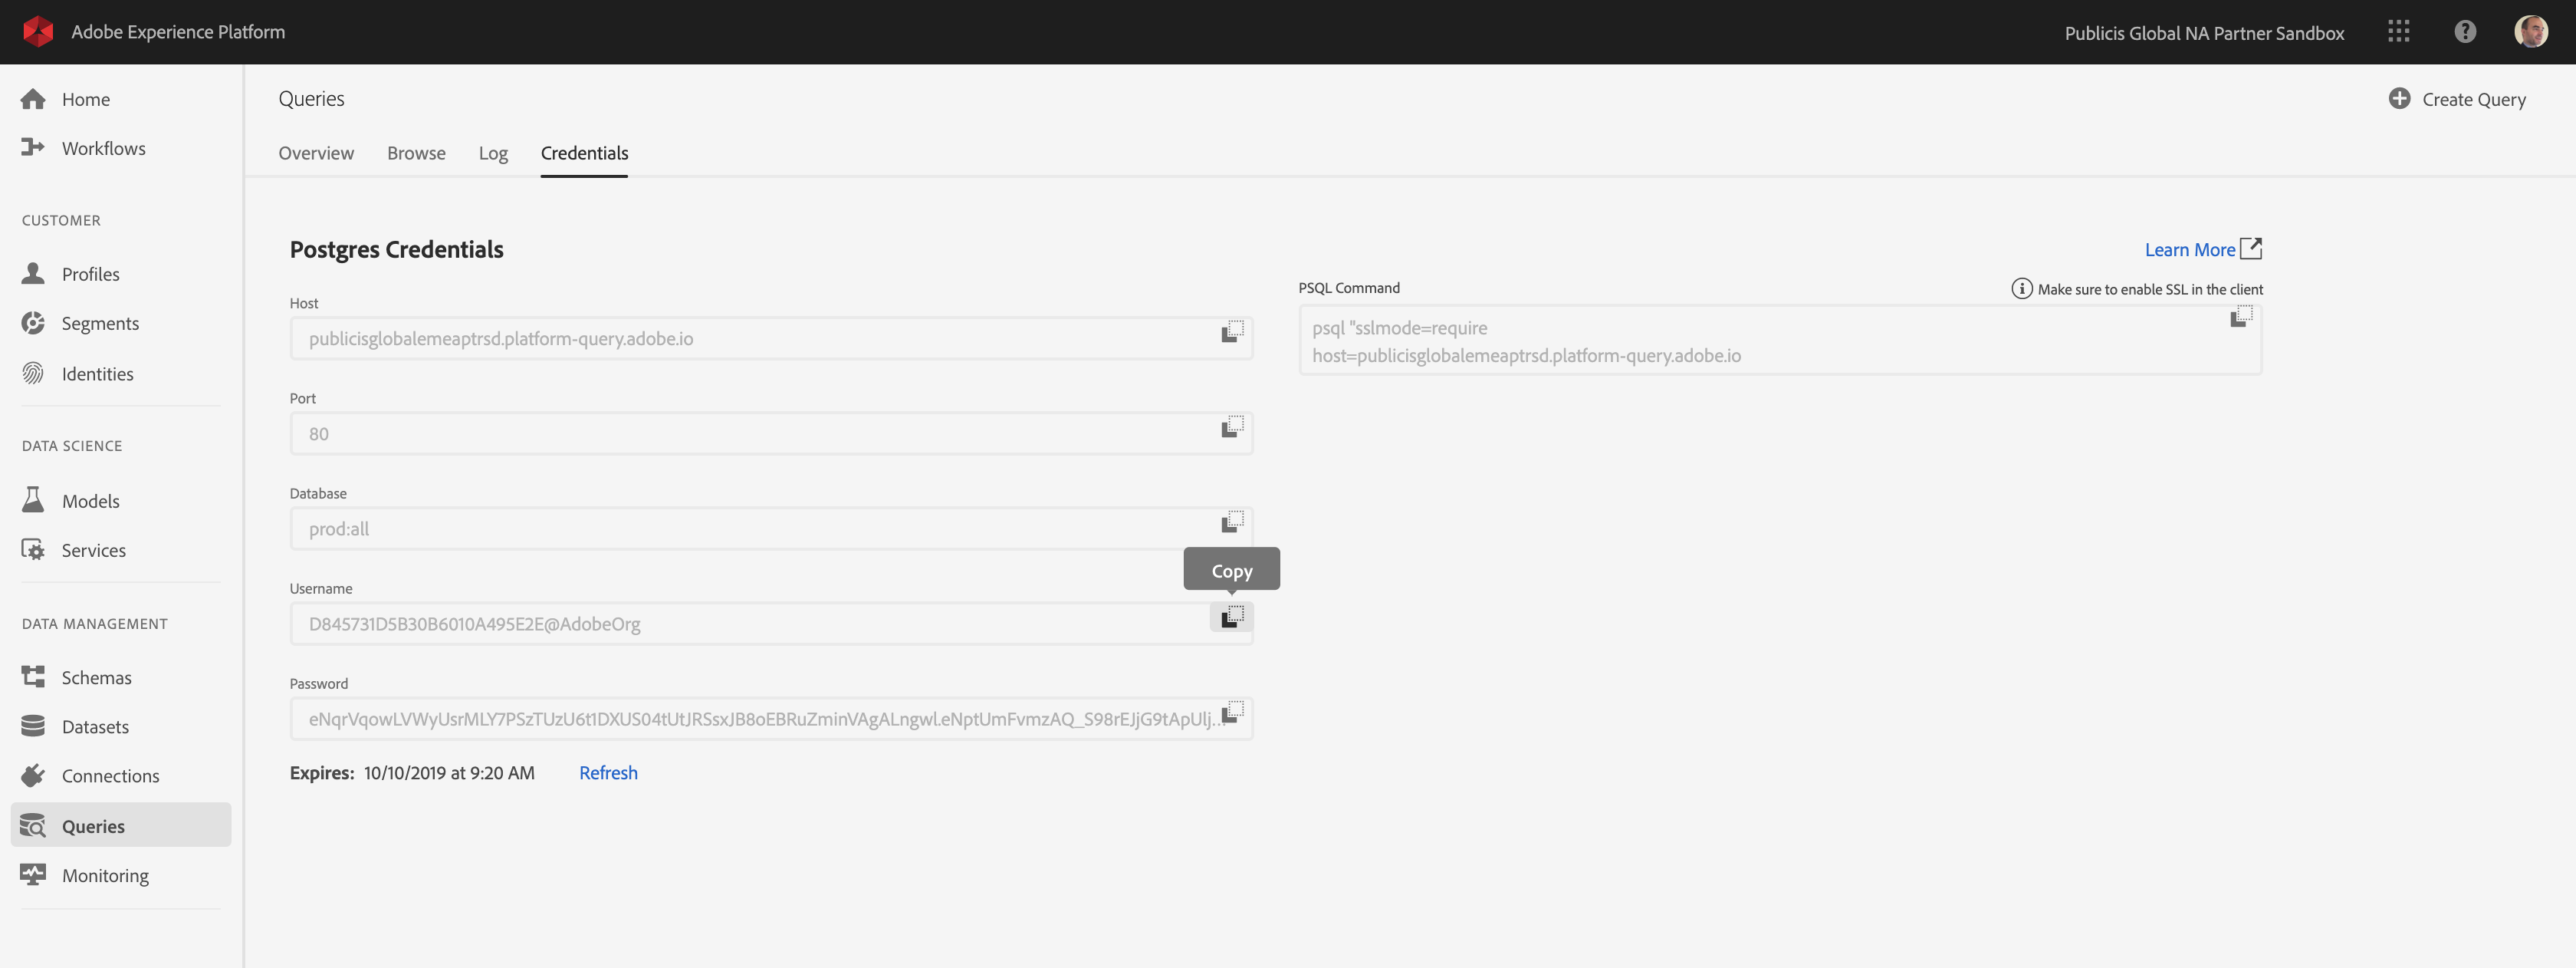 Adobe Experience Platform
Publicis Global NA Partner Sandbox
Home
Workflows
CUSTOMER
Profiles
Segments
Identities
DATA SCIENCE
Models
Services
DATA MANAGEMENT
Schemas
Datasets
Connections
Queries
Monitoring
Queries
Create Query
Overview Browse Log Credentials
Postgres Credentials
Learn More
Host
publicisglobalemeaptrsd.platform-query.adobe.io
Port
80
Database
prod:all
Copy
Username
D845731D5B30B6010A495E2E@AdobeOrg
Password
eNqrVqowLVWyUsrMLY7PSzTUzU6t1DXUS04tUtJRSsxJB8oEBRuZminVAgALngwl.eNptUmFvmzAQ_S98rEJjG9tApUlj...
Expires: 10/10/2019 at 9:20 AM Refresh
PSQL Command
Make sure to enable SSL in the client
psql "sslmode=require
host=publicisglobalemeaptrsd.platform-query.adobe.io